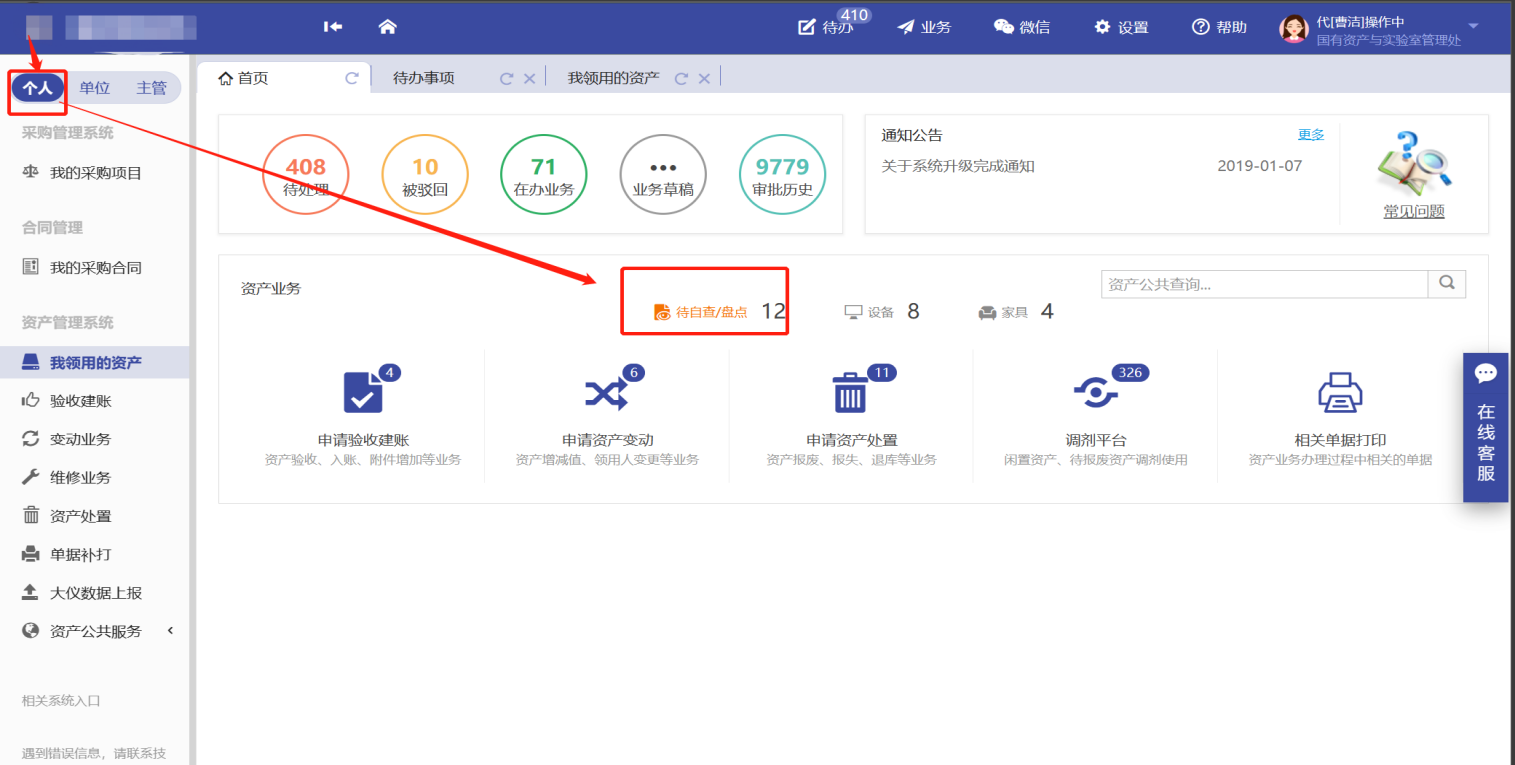 410
待办
业务
微信
设置
帮助
代[曹洁]操作中
国有资产与实验室管理处
个人
单位
主管
首页
待办事项
我领用的资产
采购管理系统
我的采购项目
合同管理
我的采购合同
资产管理系统
我领用的资产
验收建账
变动业务
维修业务
资产处置
单据补打
大仪数据上报
资产公共服务
相关系统入口
遇到错误信息，请联系技
408
待处理
10
被驳回
71
在办业务
•••
业务草稿
9779
审批历史
通知公告
更多
关于系统升级完成通知
2019-01-07
常见问题
资产业务
待自查/盘点 12
设备 8
家具 4
资产公共查询...
4
申请验收建账
资产验收、入账、附件增加等业务
6
申请资产变动
资产增减值、领用人变更等业务
11
申请资产处置
资产报废、报失、退库等业务
326
调剂平台
闲置资产、待报废资产调剂使用
相关单据打印
资产业务办理过程中相关的单据
在线客服